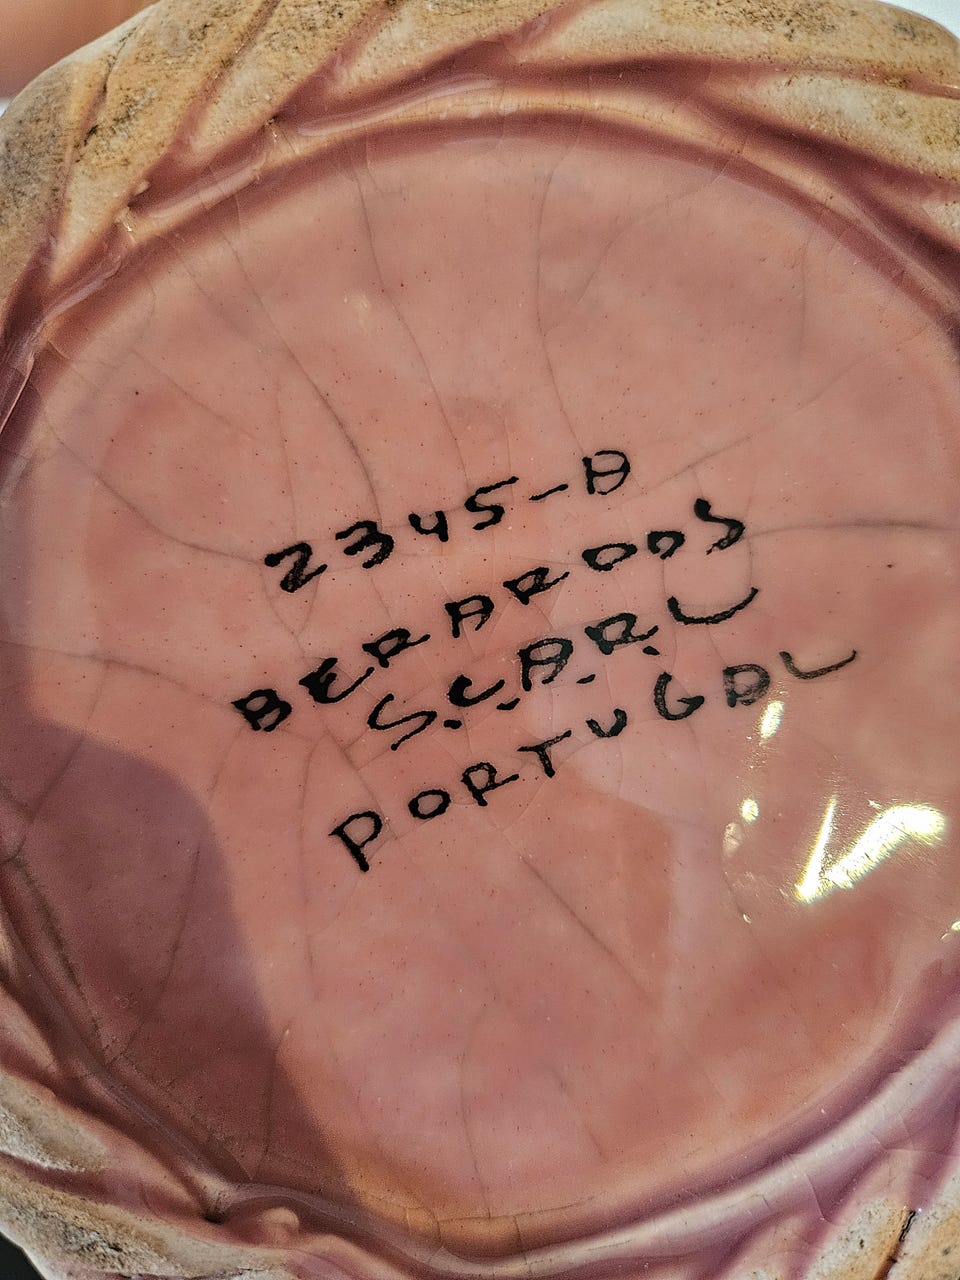 2345-A
BERARDOS
S.C.A.R.L
PORTUGAL